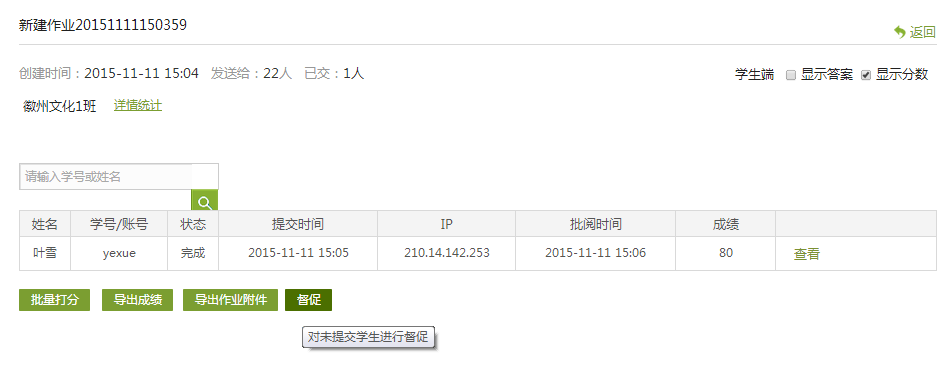 新建作业20151111150359
返回
创建时间：2015-11-11 15:04 发送给：22人 已交：1人
学生端 显示答案 显示分数
徽州文化1班 详情统计
请输入学号或姓名
姓名 学号/账号 状态 提交时间 IP 批阅时间 成绩
叶雪 yexue 完成 2015-11-11 15:05 210.14.142.253 2015-11-11 15:06 80 查看
批量打分 导出成绩 导出作业附件 督促
对未提交学生进行督促